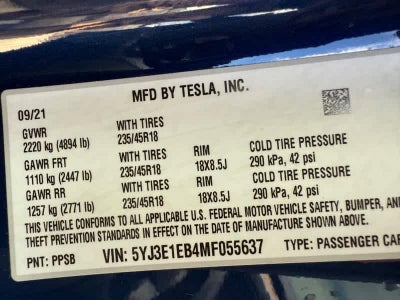 MFD BY TESLA, INC.
09/21
GVWR WITH TIRES
2220 kg (4894 lb) 235/45R18
GAWR FRT WITH TIRES RIM COLD TIRE PRESSURE
1110 kg (2447 lb) 235/45R18 18X8.5J 290 kPa, 42 psi
GAWR RR WITH TIRES RIM COLD TIRE PRESSURE
1257 kg (2771 lb) 235/45R18 18X8.5J 290 kPa, 42 psi
THIS VEHICLE CONFORMS TO ALL APPLICABLE U.S. FEDERAL MOTOR VEHICLE SAFETY, BUMPER, AND
THEFT PREVENTION STANDARDS IN EFFECT ON THE DATE OF MANUFACTURE SHOWN ABOVE.
PNT: PPSB VIN: 5YJ3E1EB4MF055637 TYPE: PASSENGER CAR